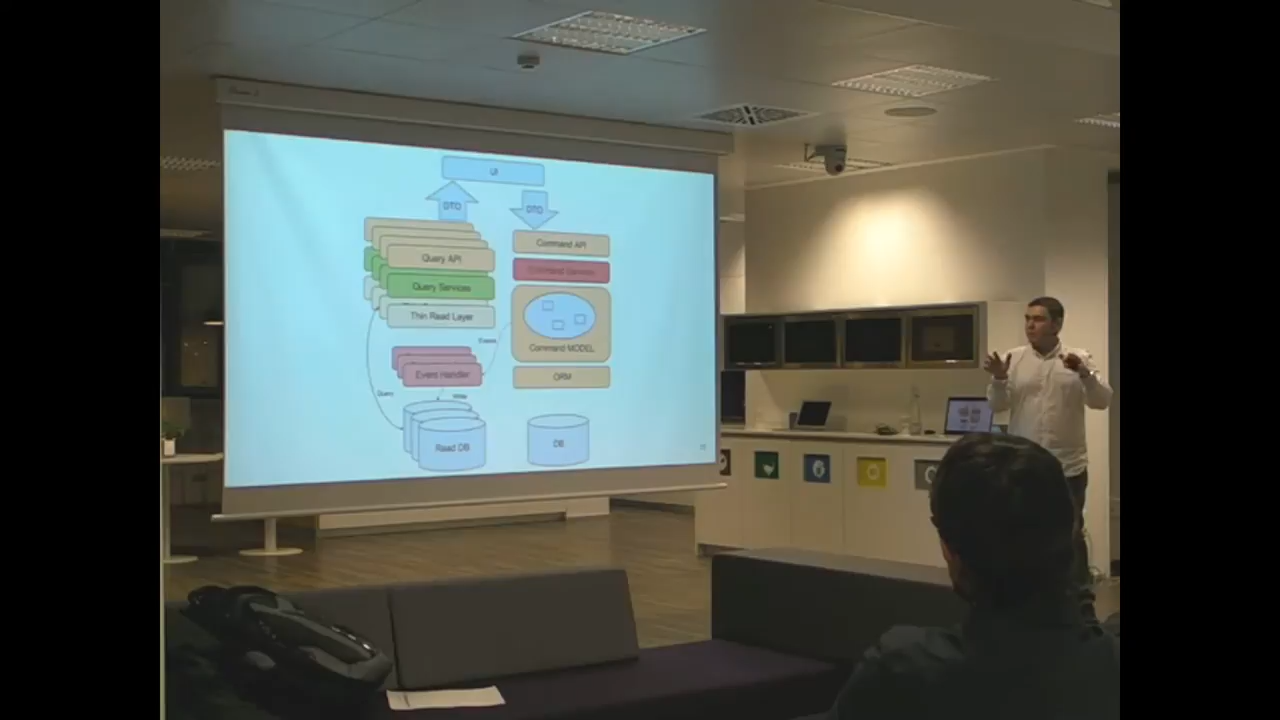 UI
DTO
DTO
Command API
Query API
Command Services
Query Services
Thin Read Layer
Events
Command MODEL
Event Handler
ORM
Query
Write
Read DB
DB